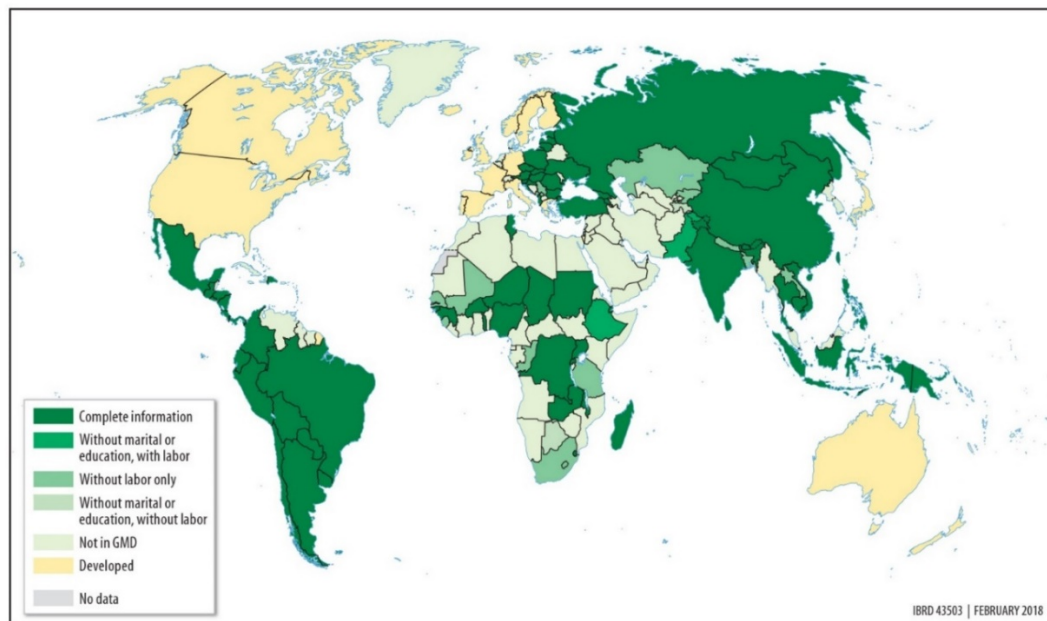 Complete information
Without marital or
education, with labor
Without labor only
Without marital or
education, without labor
Not in GMD
Developed
No data
IBRD 43503 | FEBRUARY 2018